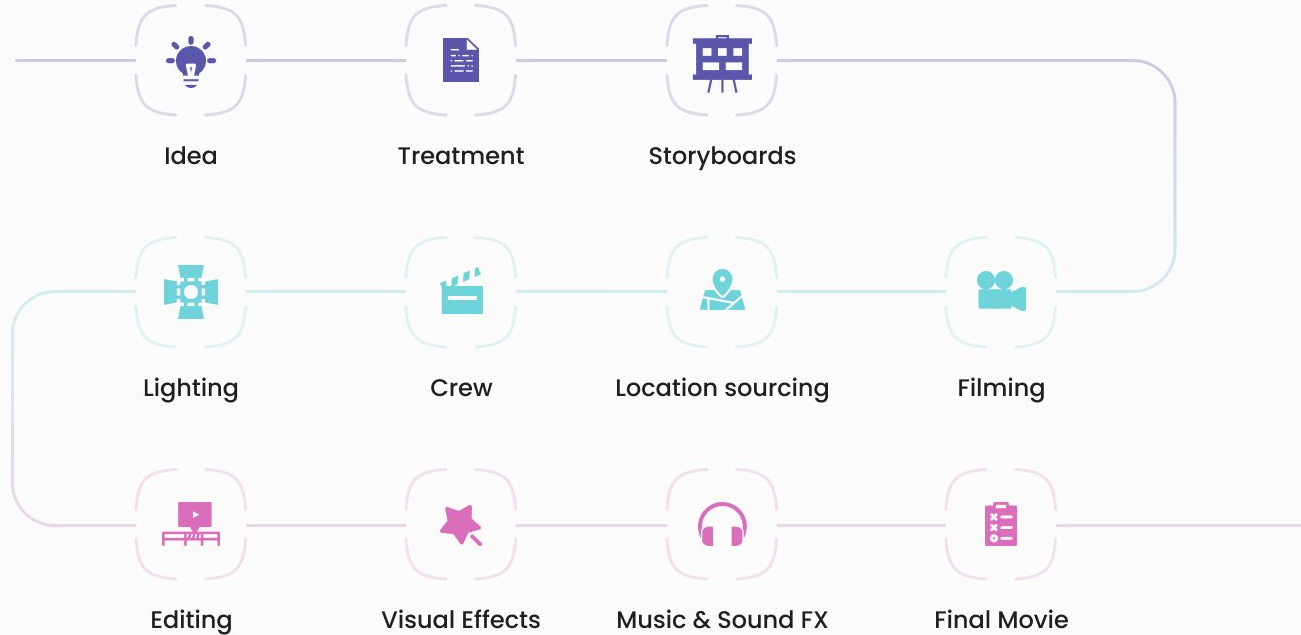 Idea
Treatment
Storyboards
Lighting
Crew
Location sourcing
Filming
Editing
Visual Effects
Music & Sound FX
Final Movie